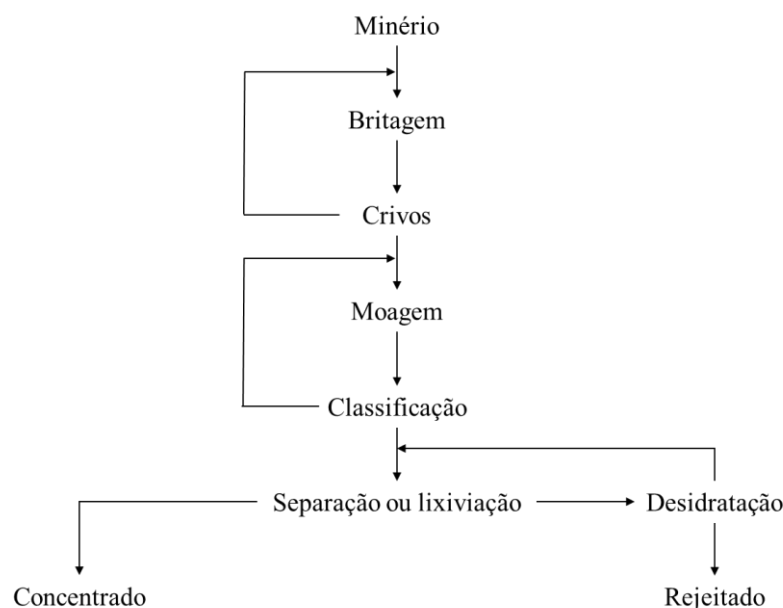 Minério
Britagem
Crivos
Moagem
Classificação
Separação ou lixiviação
Desidratação
Concentrado
Rejeitado